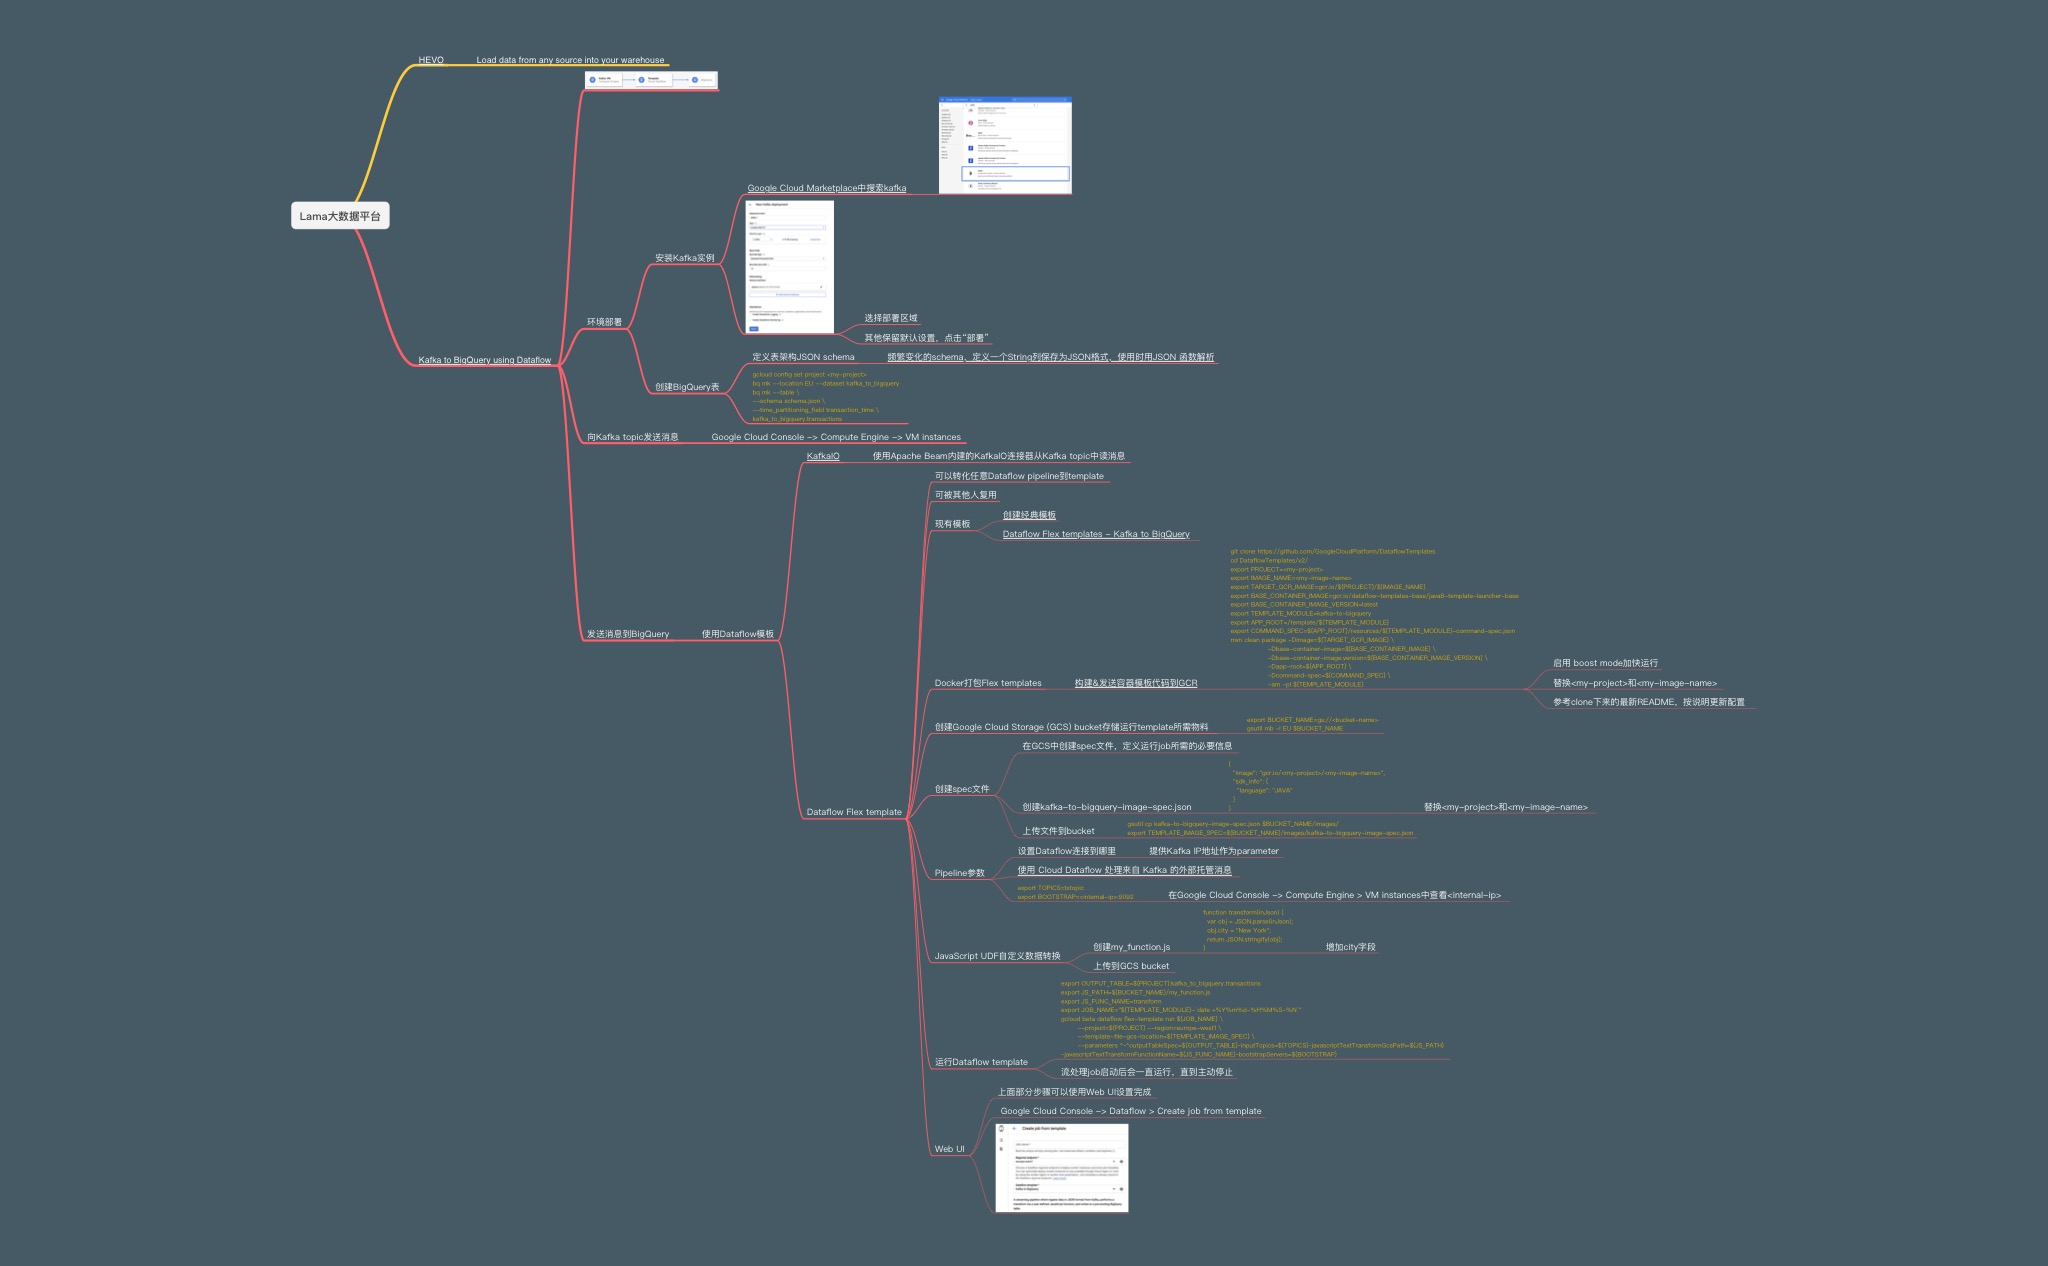 Lama大数据平台
HEVO
Load data from any source into your warehouse
Kafka to BigQuery using Dataflow
环境部署
安装Kafka实例
Google Cloud Marketplace中搜索kafka
选择部署区域
其他保留默认设置，点击“部署”
创建BigQuery表
定义表架构JSON schema
频繁变化的schema、定义一个String列保存为JSON格式，使用时用JSON 函数解析
gcloud config set project <my-project>
bq mk --location EU --dataset kafka_to_bigquery
bq mk --table \
--schema schema.json \
--time_partitioning_field transaction_time \
kafka_to_bigquery.transactions
向Kafka topic发送消息
Google Cloud Console -> Compute Engine -> VM instances
发送消息到BigQuery
使用Dataflow模板
KafkaIO
使用Apache Beam内建的KafkaIO连接器从Kafka topic中读消息
Dataflow Flex template
可以转化任意Dataflow pipeline到template
可被其他人复用
现有模板
创建经典模板
Dataflow Flex templates - Kafka to BigQuery
Docker打包Flex templates
构建&发送容器模板代码到GCR
git clone https://github.com/GoogleCloudPlatform/DataflowTemplates
cd DataflowTemplates/v2/
export PROJECT=<my-project>
export IMAGE_NAME=<my-image-name>
export TARGET_GCR_IMAGE=gcr.io/${PROJECT}/${IMAGE_NAME}
export BASE_CONTAINER_IMAGE=gcr.io/dataflow-templates-base/java8-template-launcher-base
export BASE_CONTAINER_IMAGE_VERSION=latest
export TEMPLATE_MODULE=kafka-to-bigquery
export APP_ROOT=/template/${TEMPLATE_MODULE}
export COMMAND_SPEC=${APP_ROOT}/resources/${TEMPLATE_MODULE}-command-spec.json
mvn clean package -Dimage=${TARGET_GCR_IMAGE} \
-Dbase-container-image=${BASE_CONTAINER_IMAGE} \
-Dbase-container-image.version=${BASE_CONTAINER_IMAGE_VERSION} \
-Dapp-root=${APP_ROOT} \
-Dcommand-spec=${COMMAND_SPEC} \
-am -pl ${TEMPLATE_MODULE}
启用 boost mode加快运行
替换<my-project>和<my-image-name>
参考clone下来的最新README，按说明更新配置
创建Google Cloud Storage (GCS) bucket存储运行template所需物料
export BUCKET_NAME=gs://<bucket-name>
gsutil mb -l EU $BUCKET_NAME
创建spec文件
在GCS中创建spec文件，定义运行job所需的必要信息
创建kafka-to-bigquery-image-spec.json
{
"image": "gcr.io/<my-project>/<my-image-name>",
"sdk_info": {
"language": "JAVA"
}
}
替换<my-project>和<my-image-name>
上传文件到bucket
gsutil cp kafka-to-bigquery-image-spec.json $BUCKET_NAME/images/
export TEMPLATE_IMAGE_SPEC=${BUCKET_NAME}/images/kafka-to-bigquery-image-spec.json
Pipeline参数
设置Dataflow连接到哪里
提供Kafka IP地址作为parameter
使用 Cloud Dataflow 处理来自 Kafka 的外部托管消息
export TOPICS=txtopic
export BOOTSTRAP=<internal-ip>:9092
在Google Cloud Console -> Compute Engine > VM instances中查看<internal-ip>
JavaScript UDF自定义数据转换
创建my_function.js
function transform(inJson) {
var obj = JSON.parse(inJson);
obj.city = "New York";
return JSON.stringify(obj);
}
增加city字段
上传到GCS bucket
运行Dataflow template
export OUTPUT_TABLE=${PROJECT}:kafka_to_bigquery.transactions
export JS_PATH=${BUCKET_NAME}/my_function.js
export JS_FUNC_NAME=transform
export JOB_NAME="${TEMPLATE_MODULE}-`date +%Y%m%d-%H%M%S-%N`"
gcloud beta dataflow flex-template run ${JOB_NAME} \
--project=${PROJECT} --region=europe-west1 \
--template-file-gcs-location=${TEMPLATE_IMAGE_SPEC} \
--parameters ^~^outputTableSpec=${OUTPUT_TABLE}~inputTopics=${TOPICS}~javascriptTextTransformGcsPath=${JS_PATH}
~javascriptTextTransformFunctionName=${JS_FUNC_NAME}~bootstrapServers=${BOOTSTRAP}
流处理job启动后会一直运行，直到主动停止
Web UI
上面部分步骤可以使用Web UI设置完成
Google Cloud Console -> Dataflow > Create job from template
Create job from template